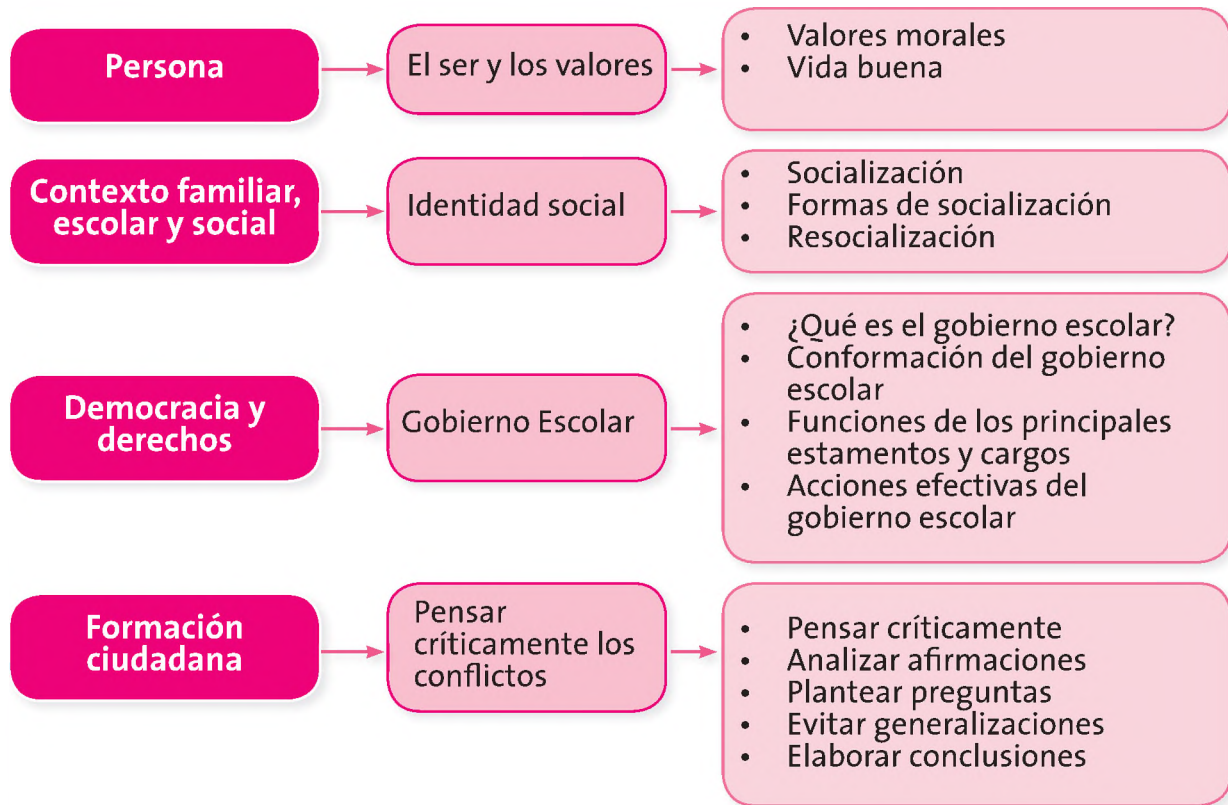 Persona
El ser y los valores
• Valores morales
• Vida buena
Contexto familiar,
escolar y social
Identidad social
• Socialización
• Formas de socialización
• Resocialización
Democracia y
derechos
Gobierno Escolar
• ¿Qué es el gobierno escolar?
• Conformación del gobierno
escolar
• Funciones de los principales
estamentos y cargos
• Acciones efectivas del
gobierno escolar
Formación
ciudadana
Pensar
críticamente los
conflictos
• Pensar críticamente
• Analizar afirmaciones
• Plantear preguntas
• Evitar generalizaciones
• Elaborar conclusiones